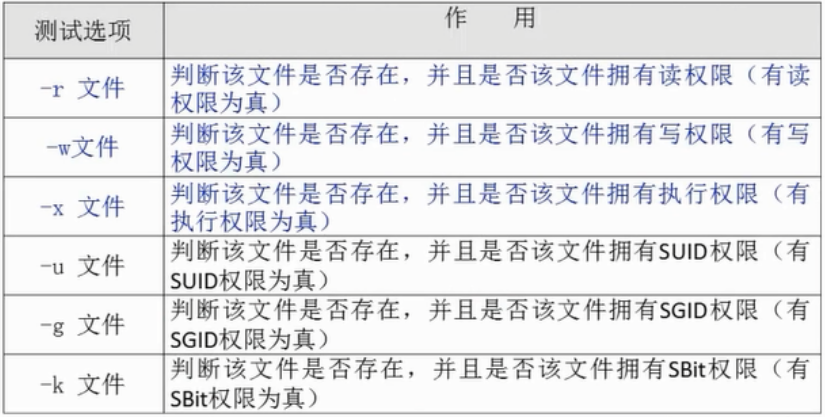 测试选项
作 用
-r 文件
判断该文件是否存在，并且是否该文件拥有读权限（有读
权限为真）
-w文件
判断该文件是否存在，并且是否该文件拥有写权限（有写
权限为真）
-x 文件
判断该文件是否存在，并且是否该文件拥有执行权限（有
执行权限为真）
-u 文件
判断该文件是否存在，并且是否该文件拥有SUID权限（有
SUID权限为真）
-g 文件
判断该文件是否存在，并且是否该文件拥有SGID权限（有
SGID权限为真）
-k 文件
判断该文件是否存在，并且是否该文件拥有SBit权限（有
SBit权限为真）